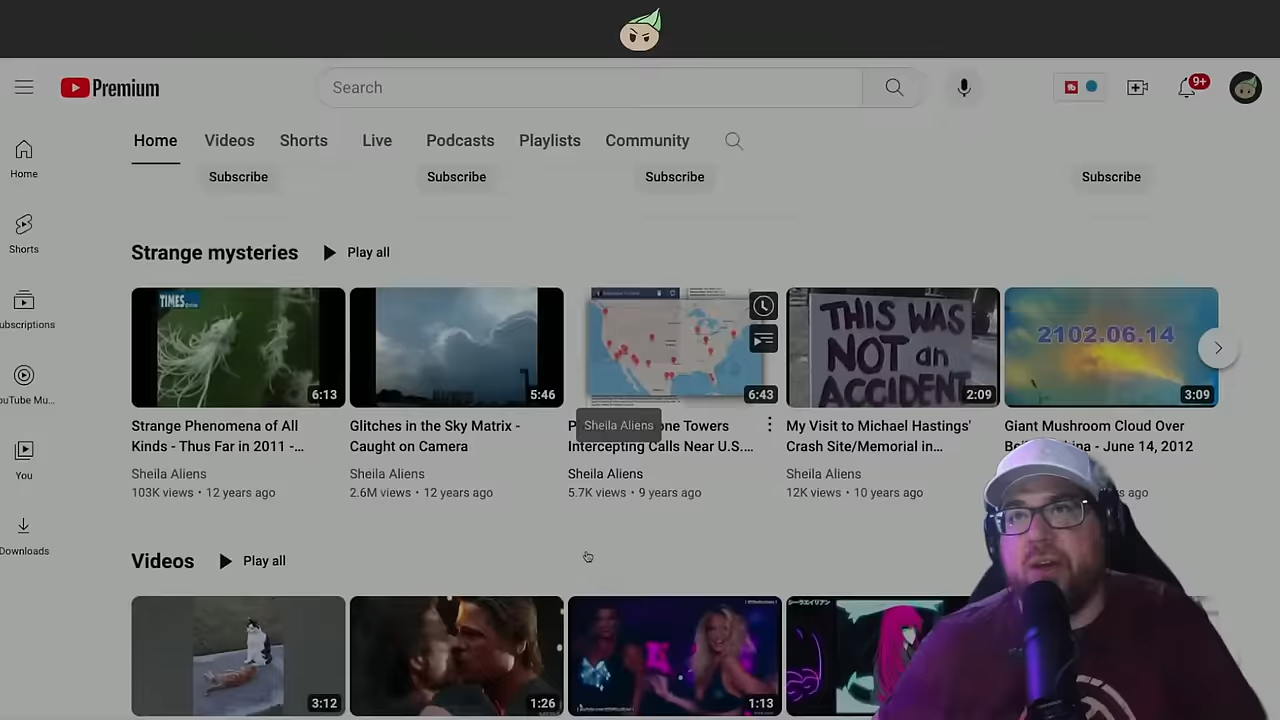 Premium
Search
9+
Home Videos Shorts Live Podcasts Playlists Community
Home
Subscribe Subscribe Subscribe Subscribe
Shorts
Strange mysteries Play all
ubscriptions
TIMES
THIS WAS
NOT an
ACCIDENT
2102.06.14
6:13 5:46 6:43 2:09 3:09
ouTube Mu...
Strange Phenomena of All
Kinds - Thus Far in 2011 -...
Sheila Aliens
103K views • 12 years ago
Glitches in the Sky Matrix -
Caught on Camera
Sheila Aliens
2.6M views • 12 years ago
Sheila Aliens
one Towers
Intercepting Calls Near U.S....
Sheila Aliens
5.7K views • 9 years ago
My Visit to Michael Hastings'
Crash Site/Memorial in...
Sheila Aliens
12K views • 10 years ago
Giant Mushroom Cloud Over
June 14, 2012
ago
You
Downloads
Videos Play all
3:12 1:26 1:13